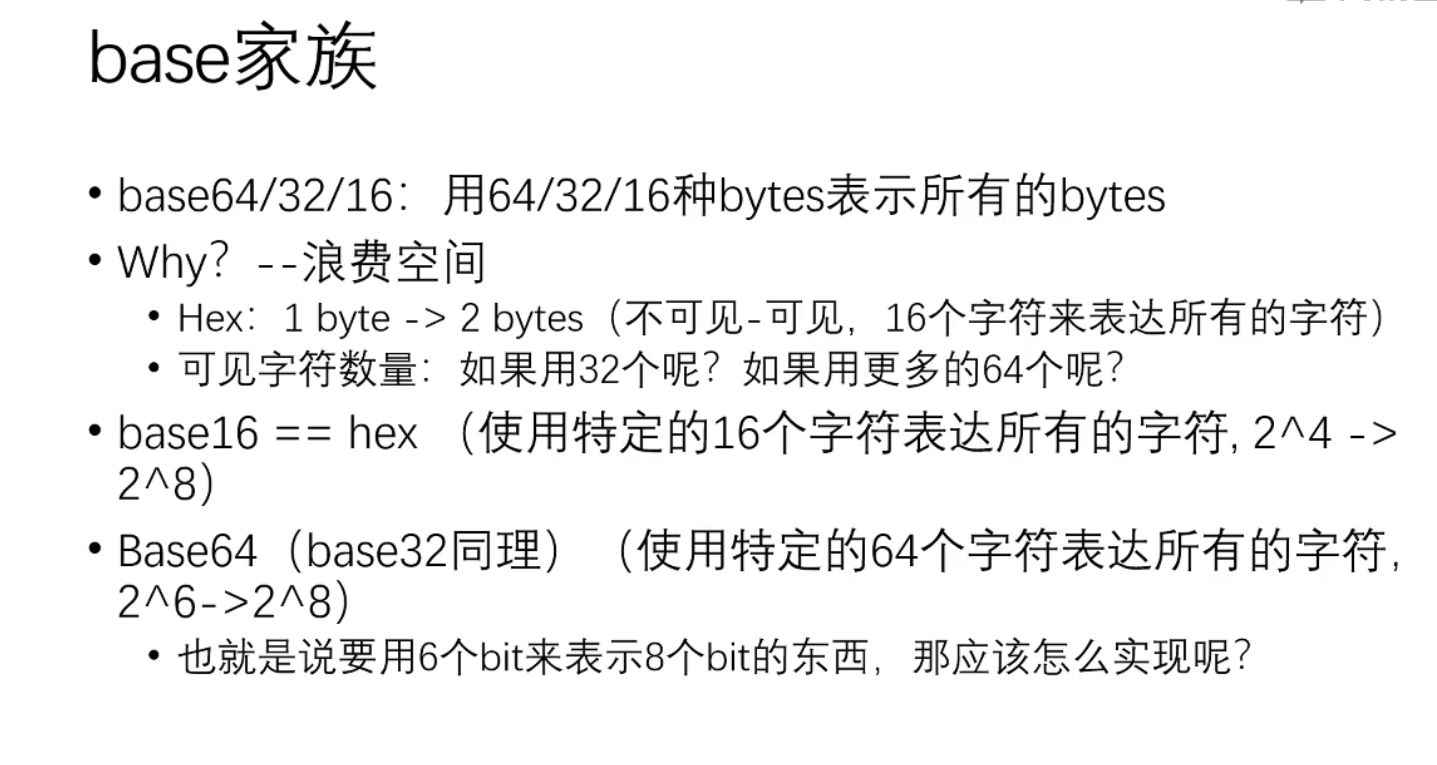 base家族
• base64/32/16：用64/32/16种bytes表示所有的bytes
• Why？--浪费空间
• Hex：1 byte -> 2 bytes（不可见-可见，16个字符来表达所有的字符）
• 可见字符数量：如果用32个呢？如果用更多的64个呢？
• base16 == hex （使用特定的16个字符表达所有的字符, 2^4 ->
2^8）
• Base64（base32同理）（使用特定的64个字符表达所有的字符,
2^6->2^8）
• 也就是说要用6个bit来表示8个bit的东西，那应该怎么实现呢？